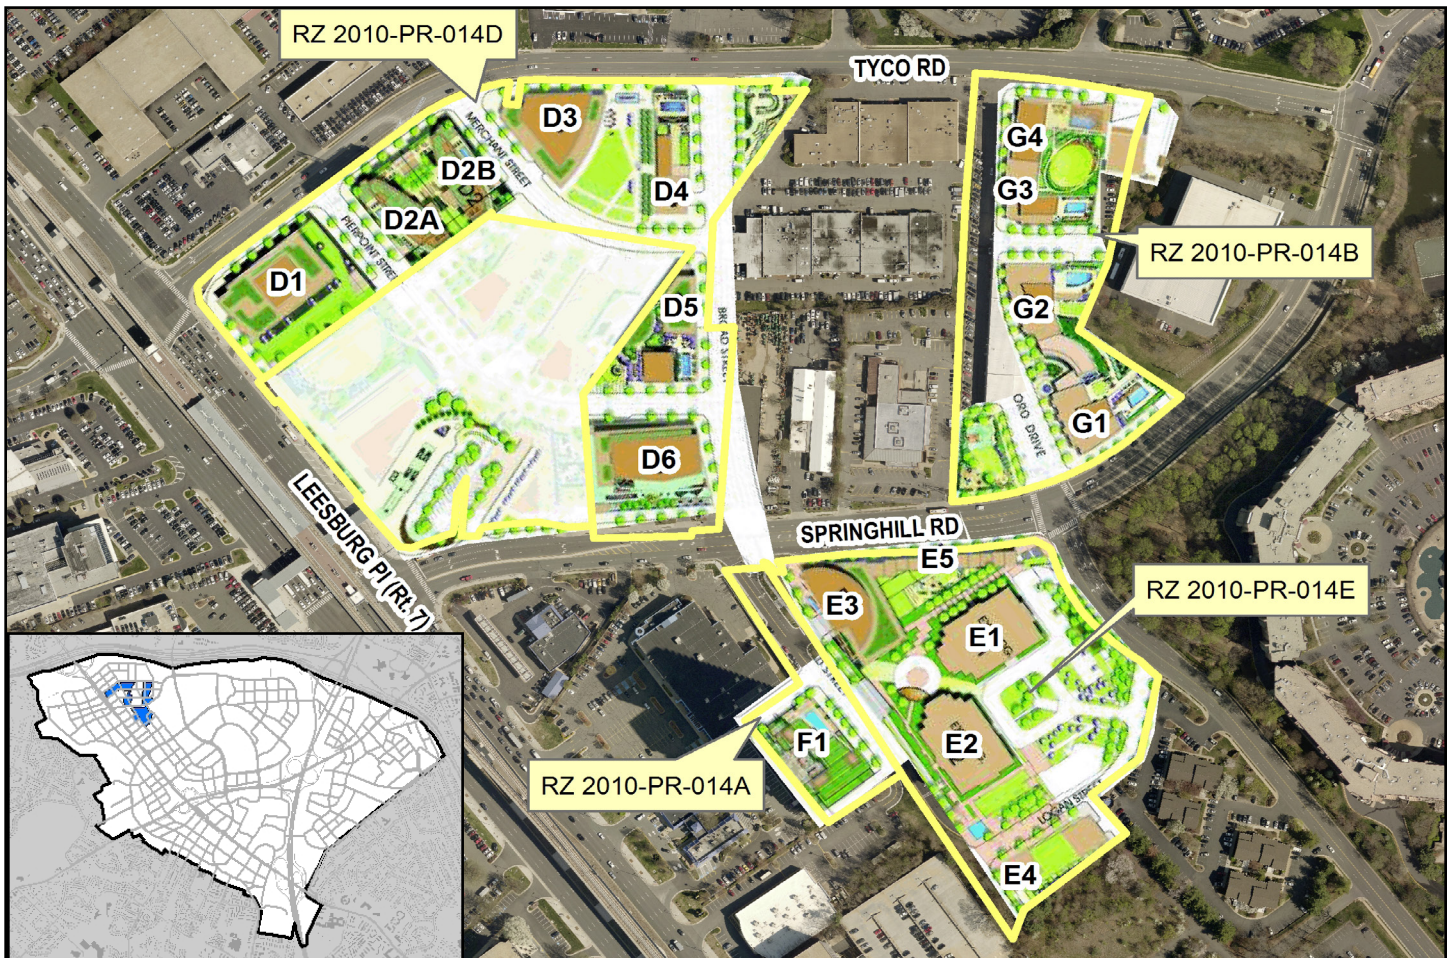 RZ 2010-PR-014D
TYCO RD
D3
MERCHANT STREET
G4
D2B
D4
G3
D2A
PIERPOINT STREET
RZ 2010-PR-014B
D1
D5
G2
BROAD STREET
ORO DRIVE
G1
D6
LEESBURG PI (Rt. 7)
SPRINGHILL RD
E5
RZ 2010-PR-014E
E3
E1
F1
E2
RZ 2010-PR-014A
LOGAN STREET
E4